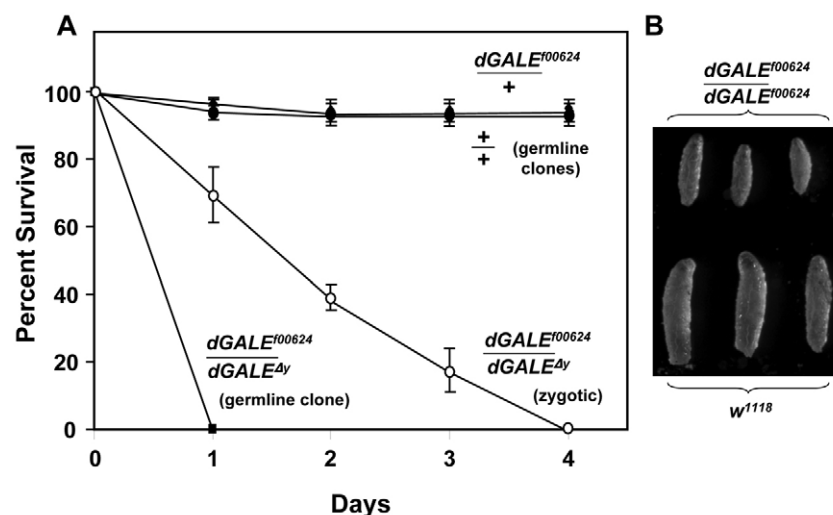 A
B
Percent Survival
100
80
60
40
20
0
0 1 2 3 4
Days
dGALE^f00624
+
+
+
(germline
clones)
dGALE^f00624
dGALE^Δy
(germline clone)
dGALE^f00624
dGALE^Δy
(zygotic)
dGALE^f00624
dGALE^f00624
w^1118